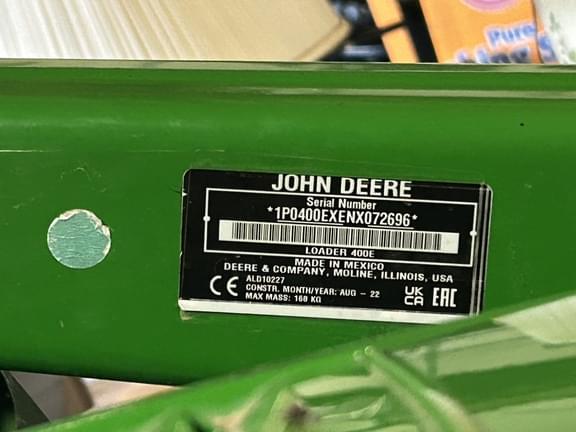 Pure
JOHN DEERE
Serial Number
*1P0400EXENX072696*
LOADER 400E
MADE IN MEXICO
DEERE & COMPANY, MOLINE, ILLINOIS, USA
CE ALD10227
CONSTR. MONTH/YEAR: AUG - 22
MAX MASS: 160 KG
UK
CA
EAC